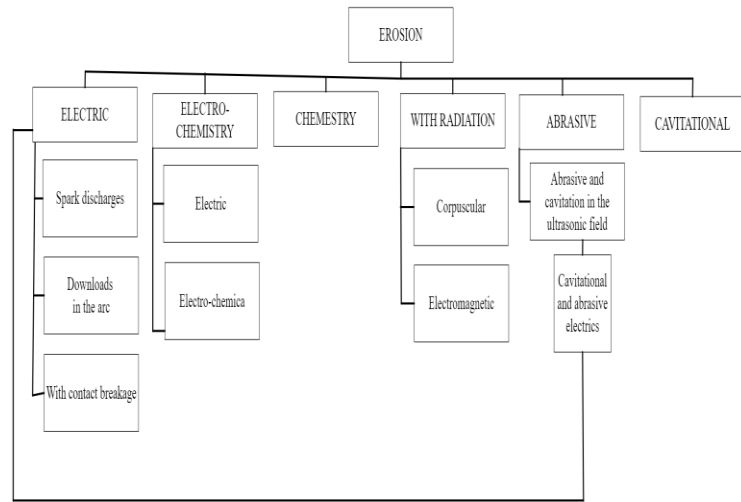 EROSION
ELECTRIC
ELECTRO-
CHEMISTRY
CHEMESTRY
WITH RADIATION
ABRASIVE
CAVITATIONAL
Spark discharges
Downloads
in the arc
With contact breakage
Electric
Electro-chemica
Corpuscular
Electromagnetic
Abrasive and
cavitation in the
ultrasonic field
Cavitational
and abrasive
electrics